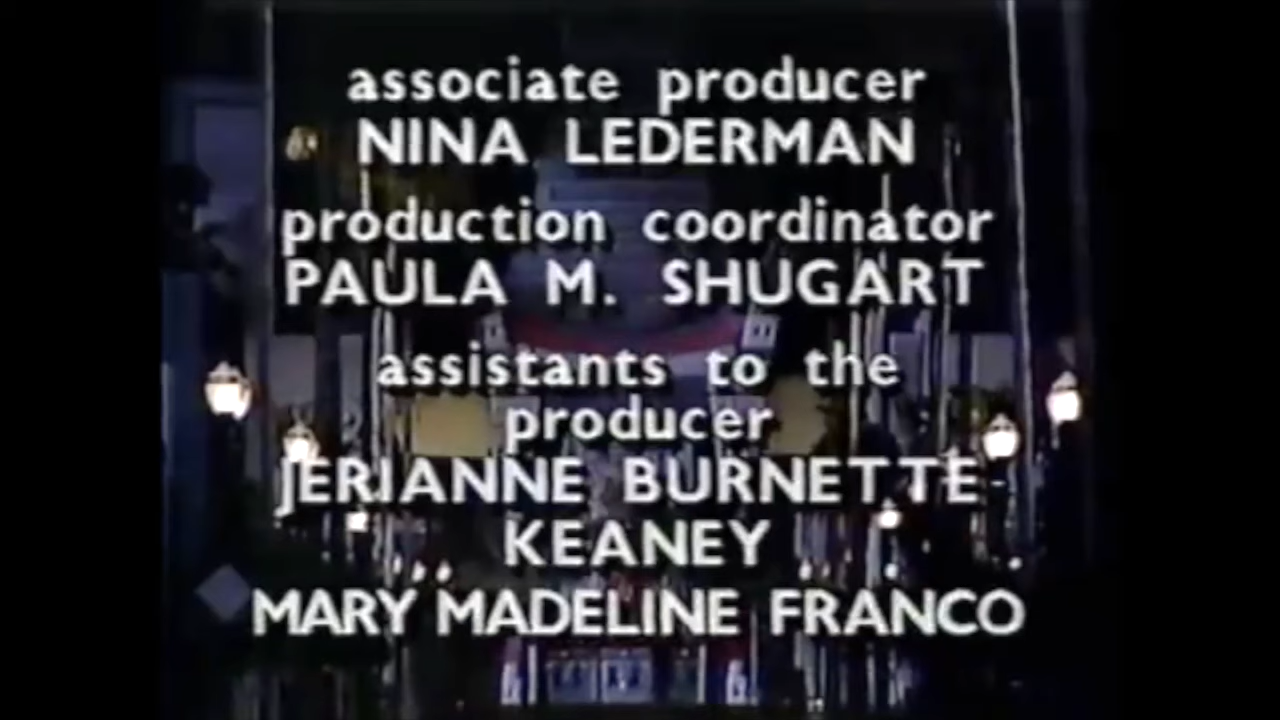 associate producer
NINA LEDERMAN
production coordinator
PAULA M. SHUGART
assistants to the
producer
JERIANNE BURNETTE
KEANEY
MARY MADELINE FRANCO